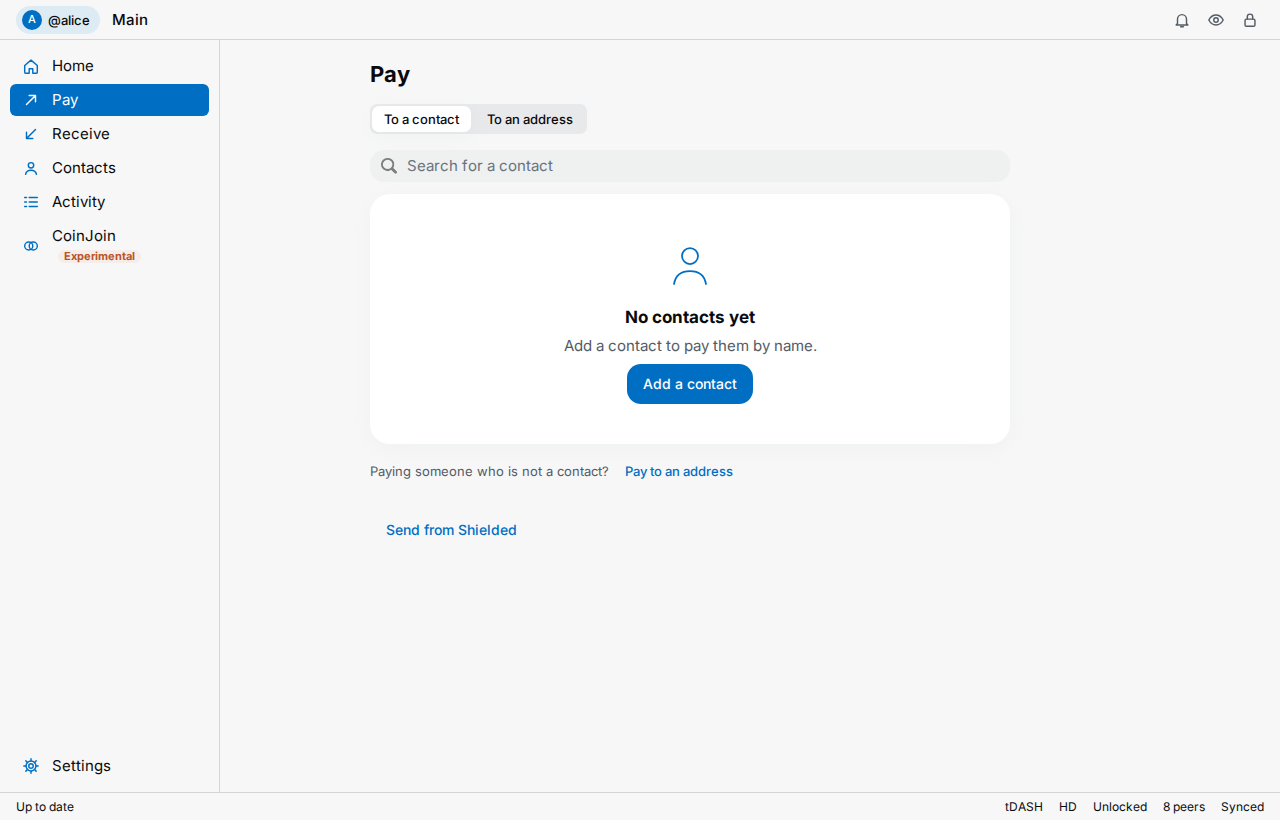 A @alice Main
Home
Pay
Receive
Contacts
Activity
CoinJoin
Experimental
Settings
Pay
To a contact To an address
Search for a contact
No contacts yet
Add a contact to pay them by name.
Add a contact
Paying someone who is not a contact? Pay to an address
Send from Shielded
Up to date tDASH HD Unlocked 8 peers Synced